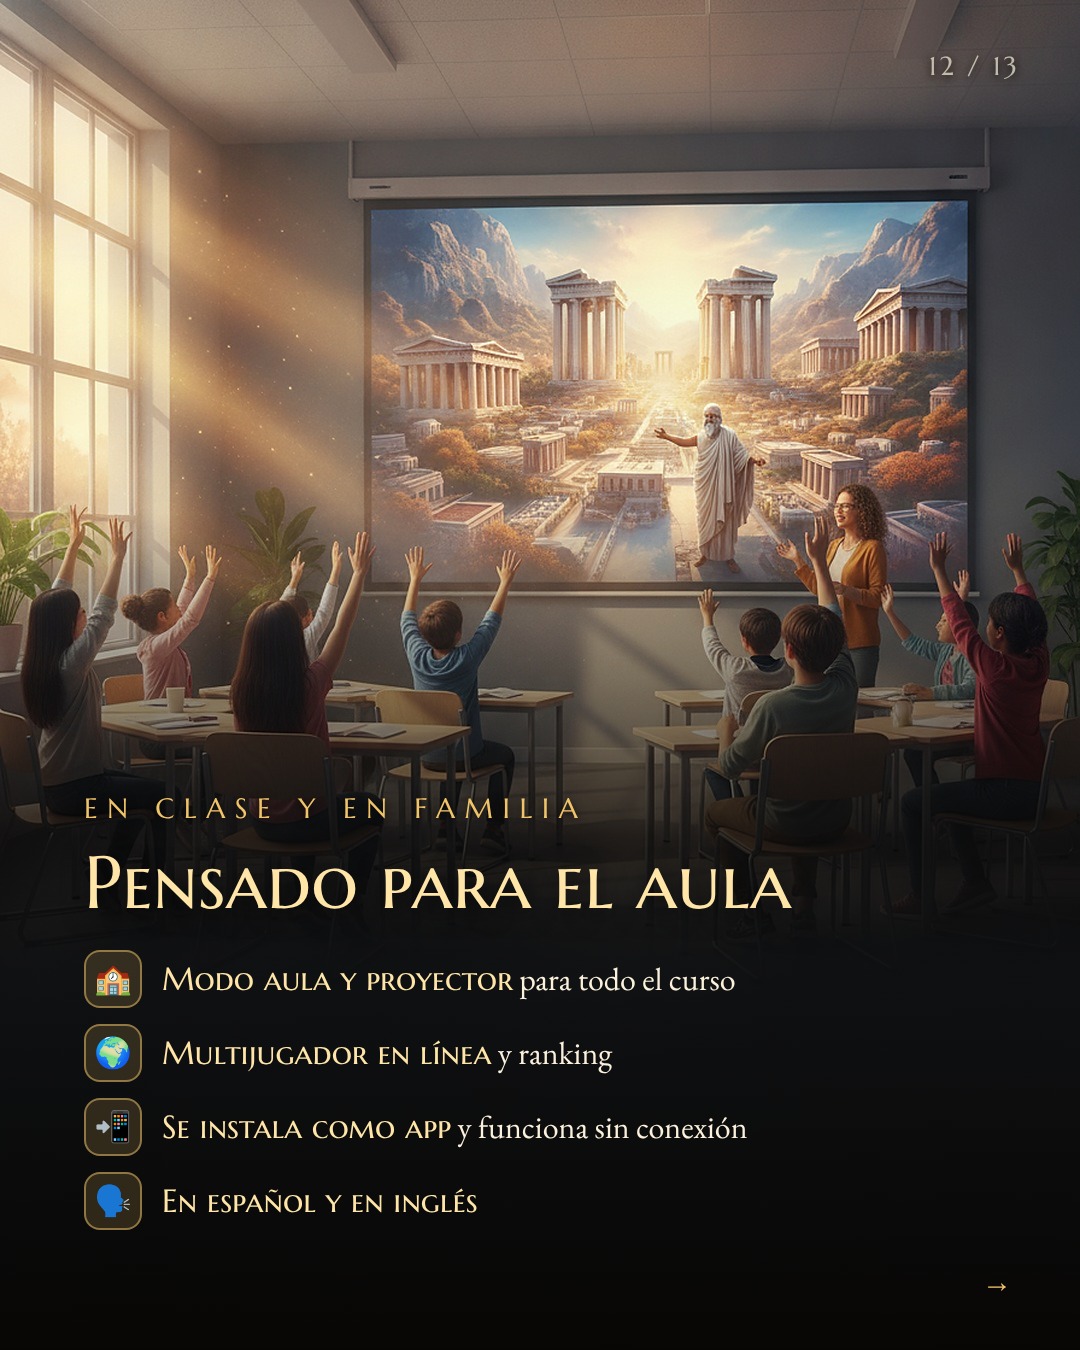 12 / 13
EN CLASE Y EN FAMILIA
Pensado para el aula
Modo aula y proyector para todo el curso
Multijugador en línea y ranking
Se instala como app y funciona sin conexión
En español y en inglés
→